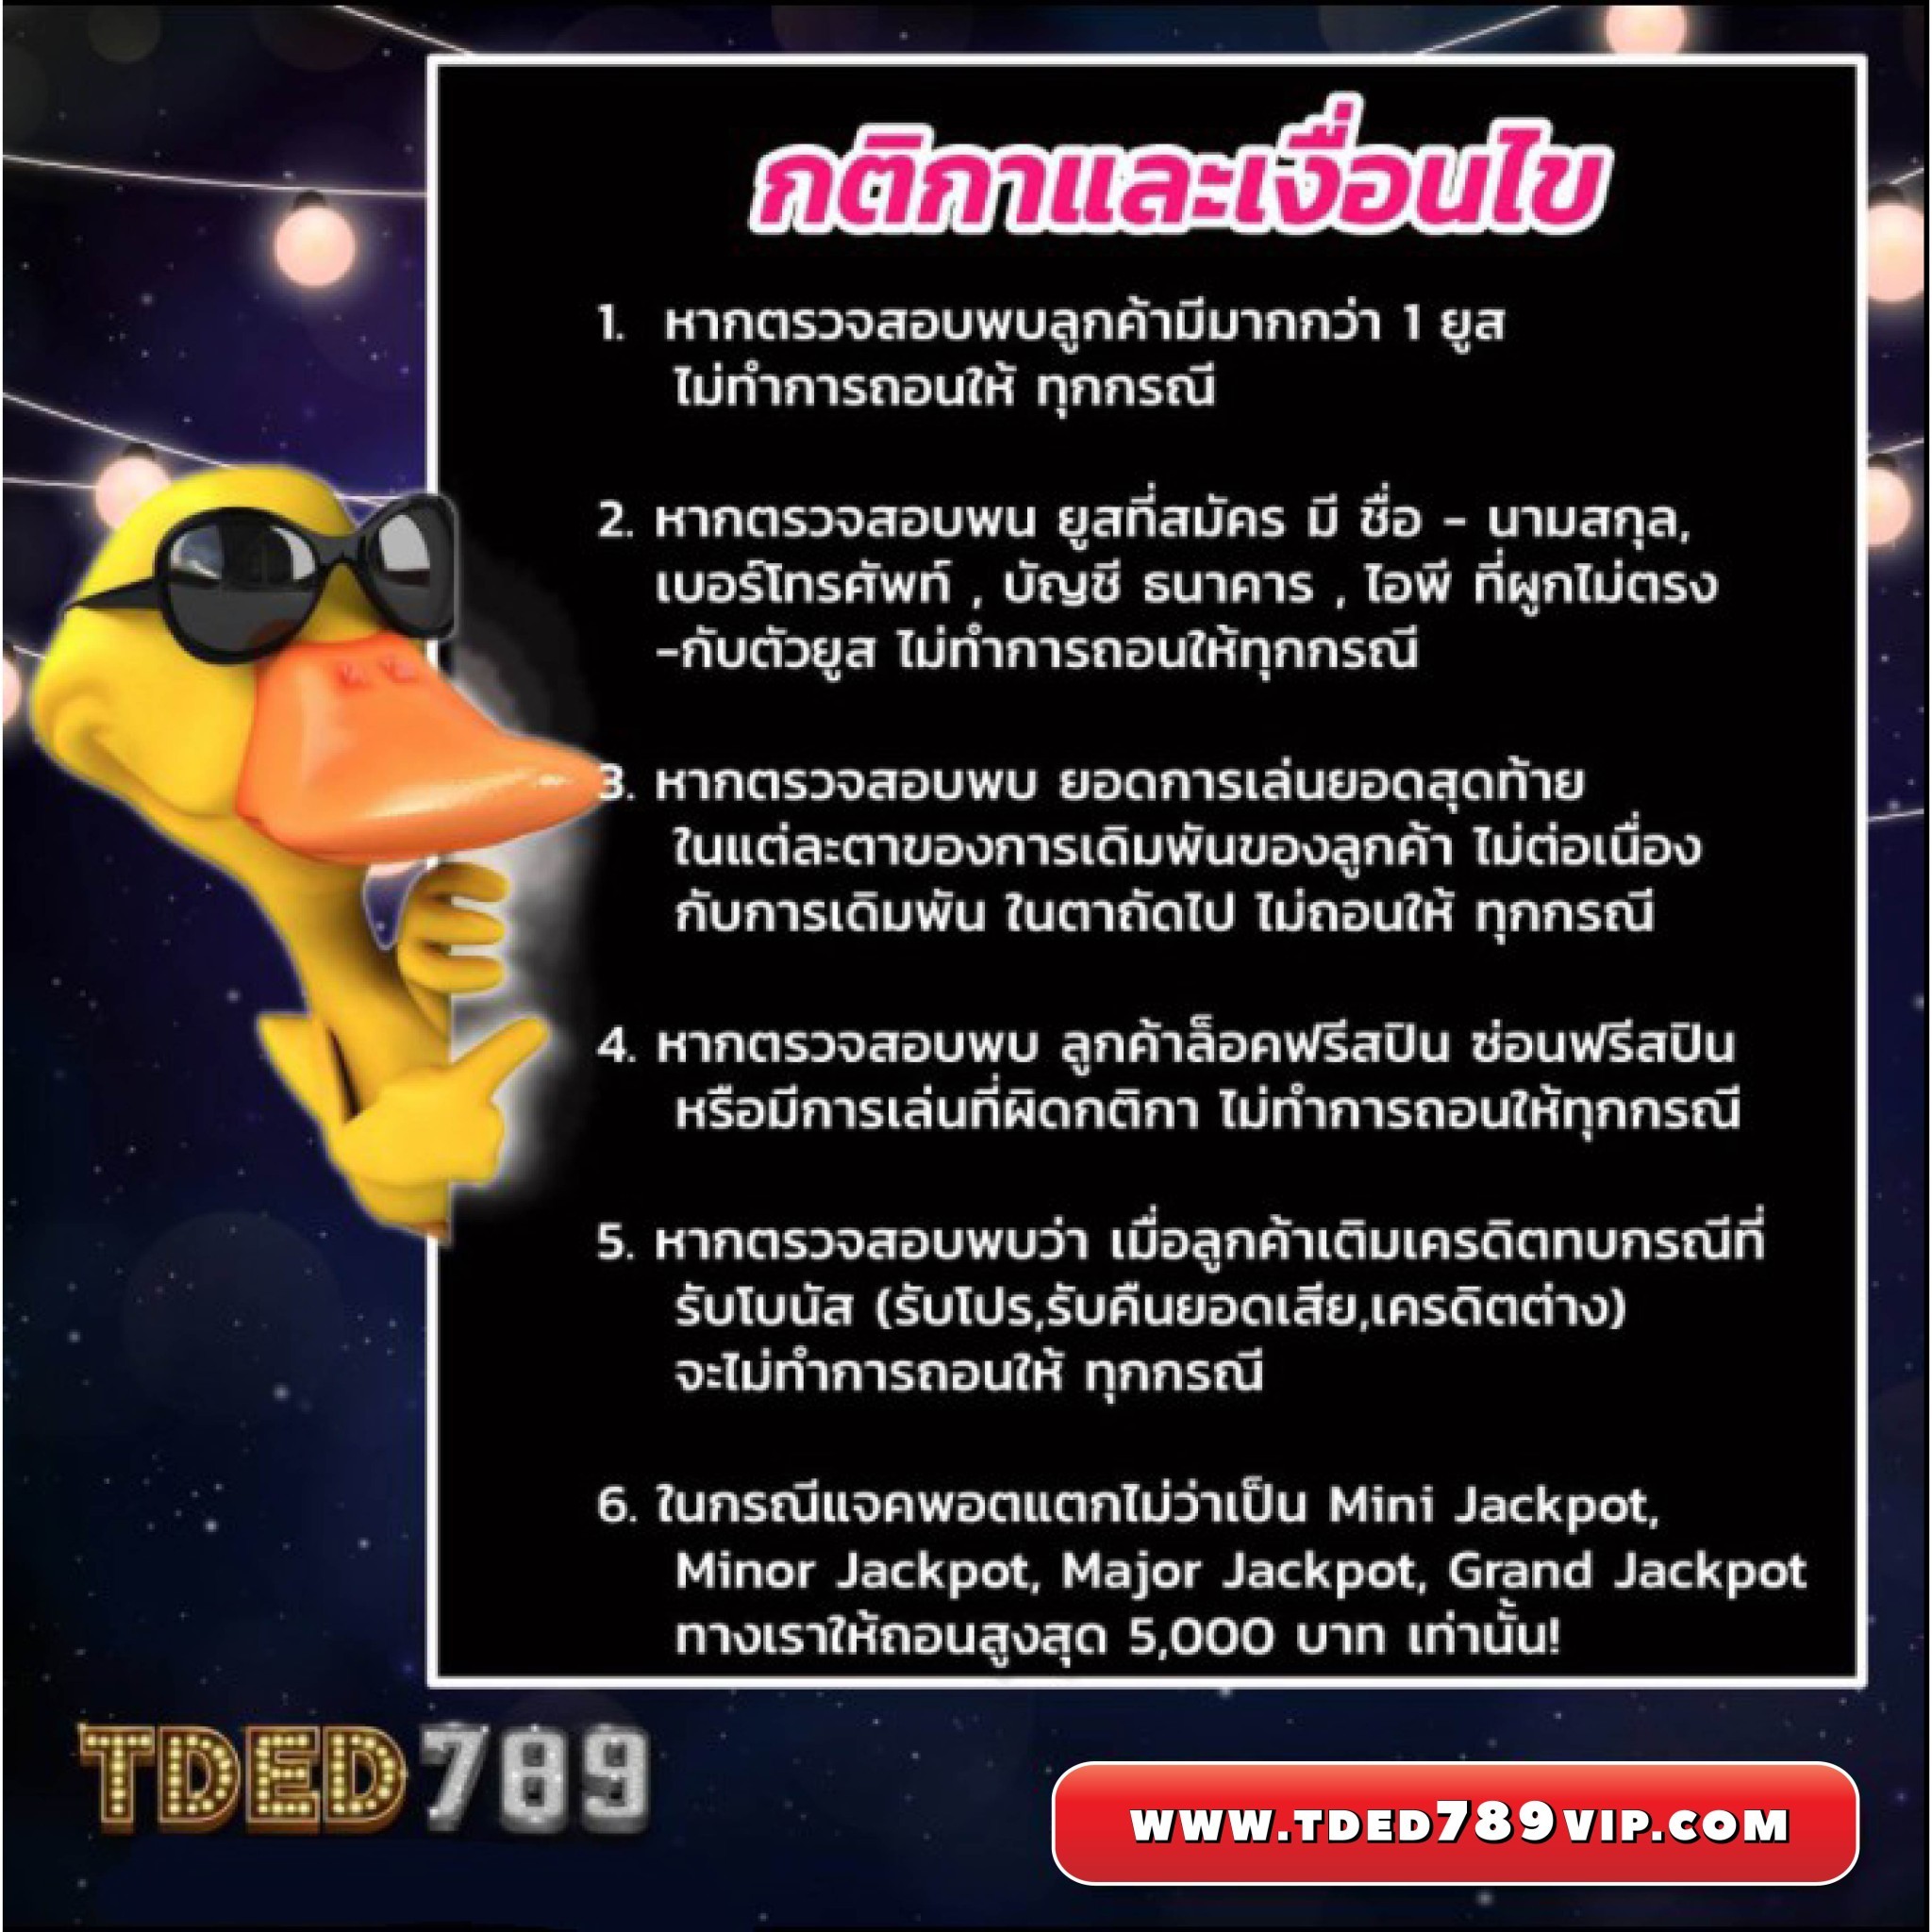 กติกาและเงื่อนไข
1. หากตรวจสอบพบลูกค้ามีมากกว่า 1 ยูส
ไม่ทำการถอนให้ ทุกกรณี
2. หากตรวจสอบพน ยูสที่สมัคร มี ชื่อ - นามสกุล,
เบอร์โทรศัพท์ , บัญชี ธนาคาร , ไอพี ที่ผูกไม่ตรง
-กับตัวยูส ไม่ทำการถอนให้ทุกกรณี
3. หากตรวจสอบพบ ยอดการเล่นยอดสุดท้าย
ในแต่ละตาของการเดิมพันของลูกค้า ไม่ต่อเนื่อง
กับการเดิมพัน ในตาถัดไป ไม่ถอนให้ ทุกกรณี
4. หากตรวจสอบพบ ลูกค้าล็อคฟรีสปิน ซ่อนฟรีสปิน
หรือมีการเล่นที่ผิดกติกา ไม่ทำการถอนให้ทุกกรณี
5. หากตรวจสอบพบว่า เมื่อลูกค้าเติมเครดิตทบกรณีที่
รับโบนัส (รับโปร,รับคืนยอดเสีย,เครดิตต่าง)
จะไม่ทำการถอนให้ ทุกกรณี
6. ในกรณีแจคพอตแตกไม่ว่าเป็น Mini Jackpot,
Minor Jackpot, Major Jackpot, Grand Jackpot
ทางเราให้ถอนสูงสุด 5,000 บาท เท่านั้น!
TDED789
WWW.TDED789VIP.COM